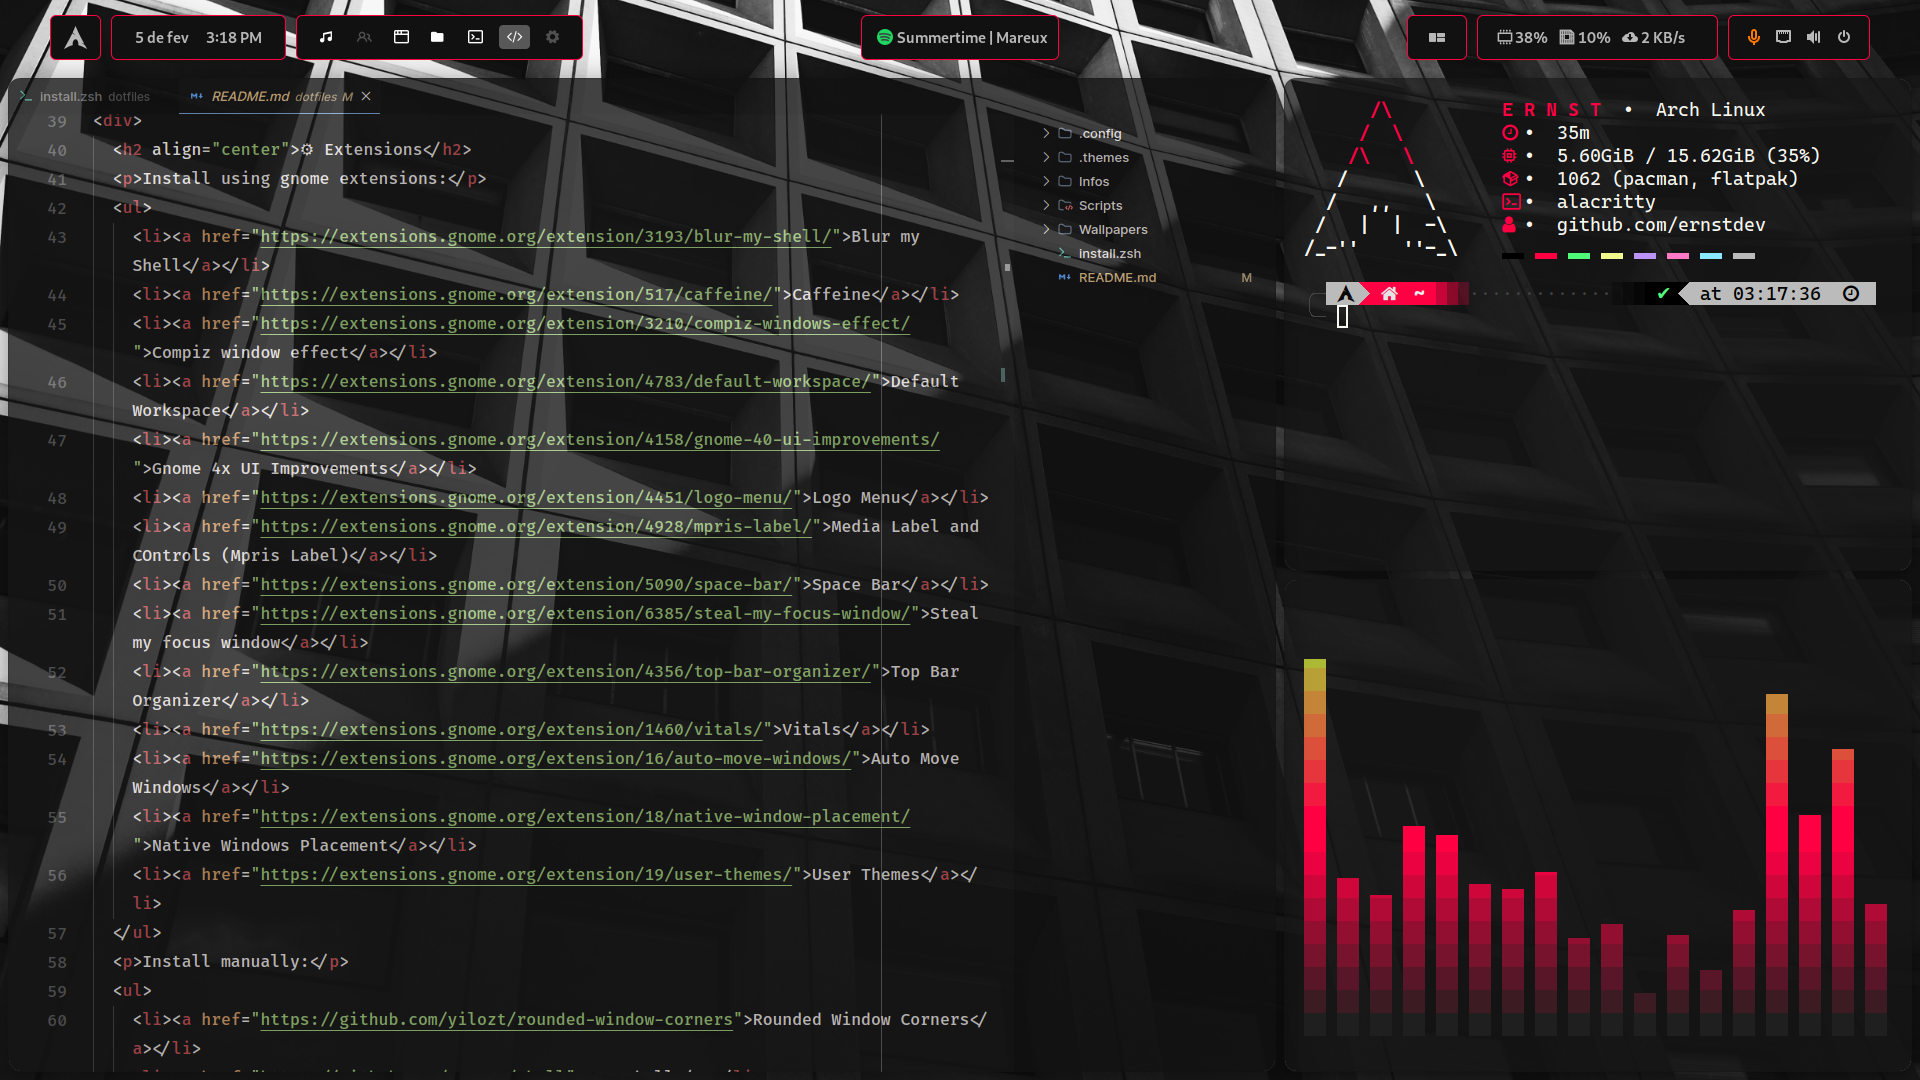 5 de fev 3:18 PM
Summertime | Mareux
38% 10% 2 KB/s
install.zsh dotfiles README.md dotfiles M
39 <div>
40 <h2 align="center">⚙ Extensions</h2>
41 <p>Install using gnome extensions:</p>
42 <ul>
43 <li><a href="https://extensions.gnome.org/extension/3193/blur-my-shell/">Blur my
Shell</a></li>
44 <li><a href="https://extensions.gnome.org/extension/517/caffeine/">Caffeine</a></li>
45 <li><a href="https://extensions.gnome.org/extension/3210/compiz-windows-effect/
">Compiz window effect</a></li>
46 <li><a href="https://extensions.gnome.org/extension/4783/default-workspace/">Default
Workspace</a></li>
47 <li><a href="https://extensions.gnome.org/extension/4158/gnome-40-ui-improvements/
">Gnome 4x UI Improvements</a></li>
48 <li><a href="https://extensions.gnome.org/extension/4451/logo-menu/">Logo Menu</a></li>
49 <li><a href="https://extensions.gnome.org/extension/4928/mpris-label/">Media Label and
COntrols (Mpris Label)</a></li>
50 <li><a href="https://extensions.gnome.org/extension/5090/space-bar/">Space Bar</a></li>
51 <li><a href="https://extensions.gnome.org/extension/6385/steal-my-focus-window/">Steal
my focus window</a></li>
52 <li><a href="https://extensions.gnome.org/extension/4356/top-bar-organizer/">Top Bar
Organizer</a></li>
53 <li><a href="https://extensions.gnome.org/extension/1460/vitals/">Vitals</a></li>
54 <li><a href="https://extensions.gnome.org/extension/16/auto-move-windows/">Auto Move
Windows</a></li>
55 <li><a href="https://extensions.gnome.org/extension/18/native-window-placement/
">Native Windows Placement</a></li>
56 <li><a href="https://extensions.gnome.org/extension/19/user-themes/">User Themes</a></
li>
57 </ul>
58 <p>Install manually:</p>
59 <ul>
60 <li><a href="https://github.com/yilozt/rounded-window-corners">Rounded Window Corners</
a></li>
.config
.themes
Infos
Scripts
Wallpapers
install.zsh
README.md M
E R N S T • Arch Linux
• 35m
• 5.60GiB / 15.62GiB (35%)
• 1062 (pacman, flatpak)
• alacritty
• github.com/ernstdev
~ ✔ at 03:17:36